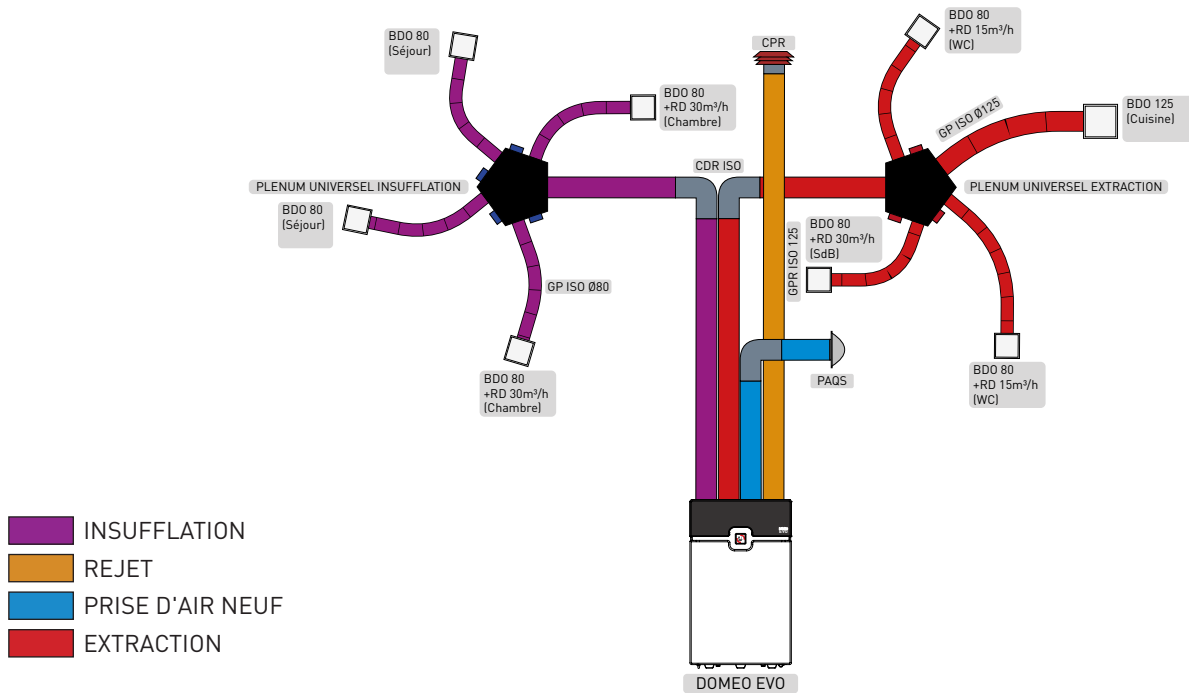 BDO 80
(Séjour)
BDO 80
+RD 30m³/h
(Chambre)
CPR
BDO 80
+RD 15m³/h
(WC)
GP ISO Ø125
BDO 125
(Cuisine)
CDR ISO
PLENUM UNIVERSEL INSUFFLATION
PLENUM UNIVERSEL EXTRACTION
BDO 80
(Séjour)
BDO 80
+RD 30m³/h
(SdB)
GPR ISO 125
GP ISO Ø80
PAQS
BDO 80
+RD 30m³/h
(Chambre)
BDO 80
+RD 15m³/h
(WC)
INSUFFLATION
REJET
PRISE D'AIR NEUF
EXTRACTION
DOMEO EVO